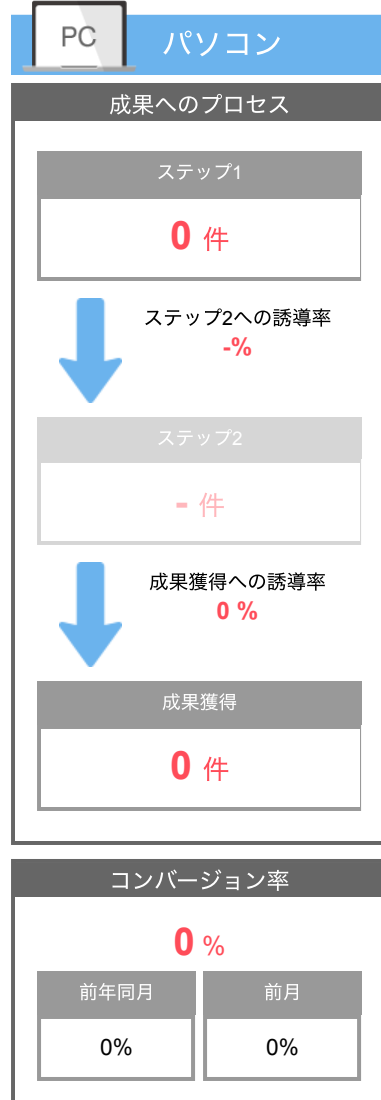 PC
パソコン
成果へのプロセス
ステップ1
0 件
ステップ2への誘導率
-%
ステップ2
- 件
成果獲得への誘導率
0 %
成果獲得
0 件
コンバージョン率
0 %
前年同月 前月
0% 0%